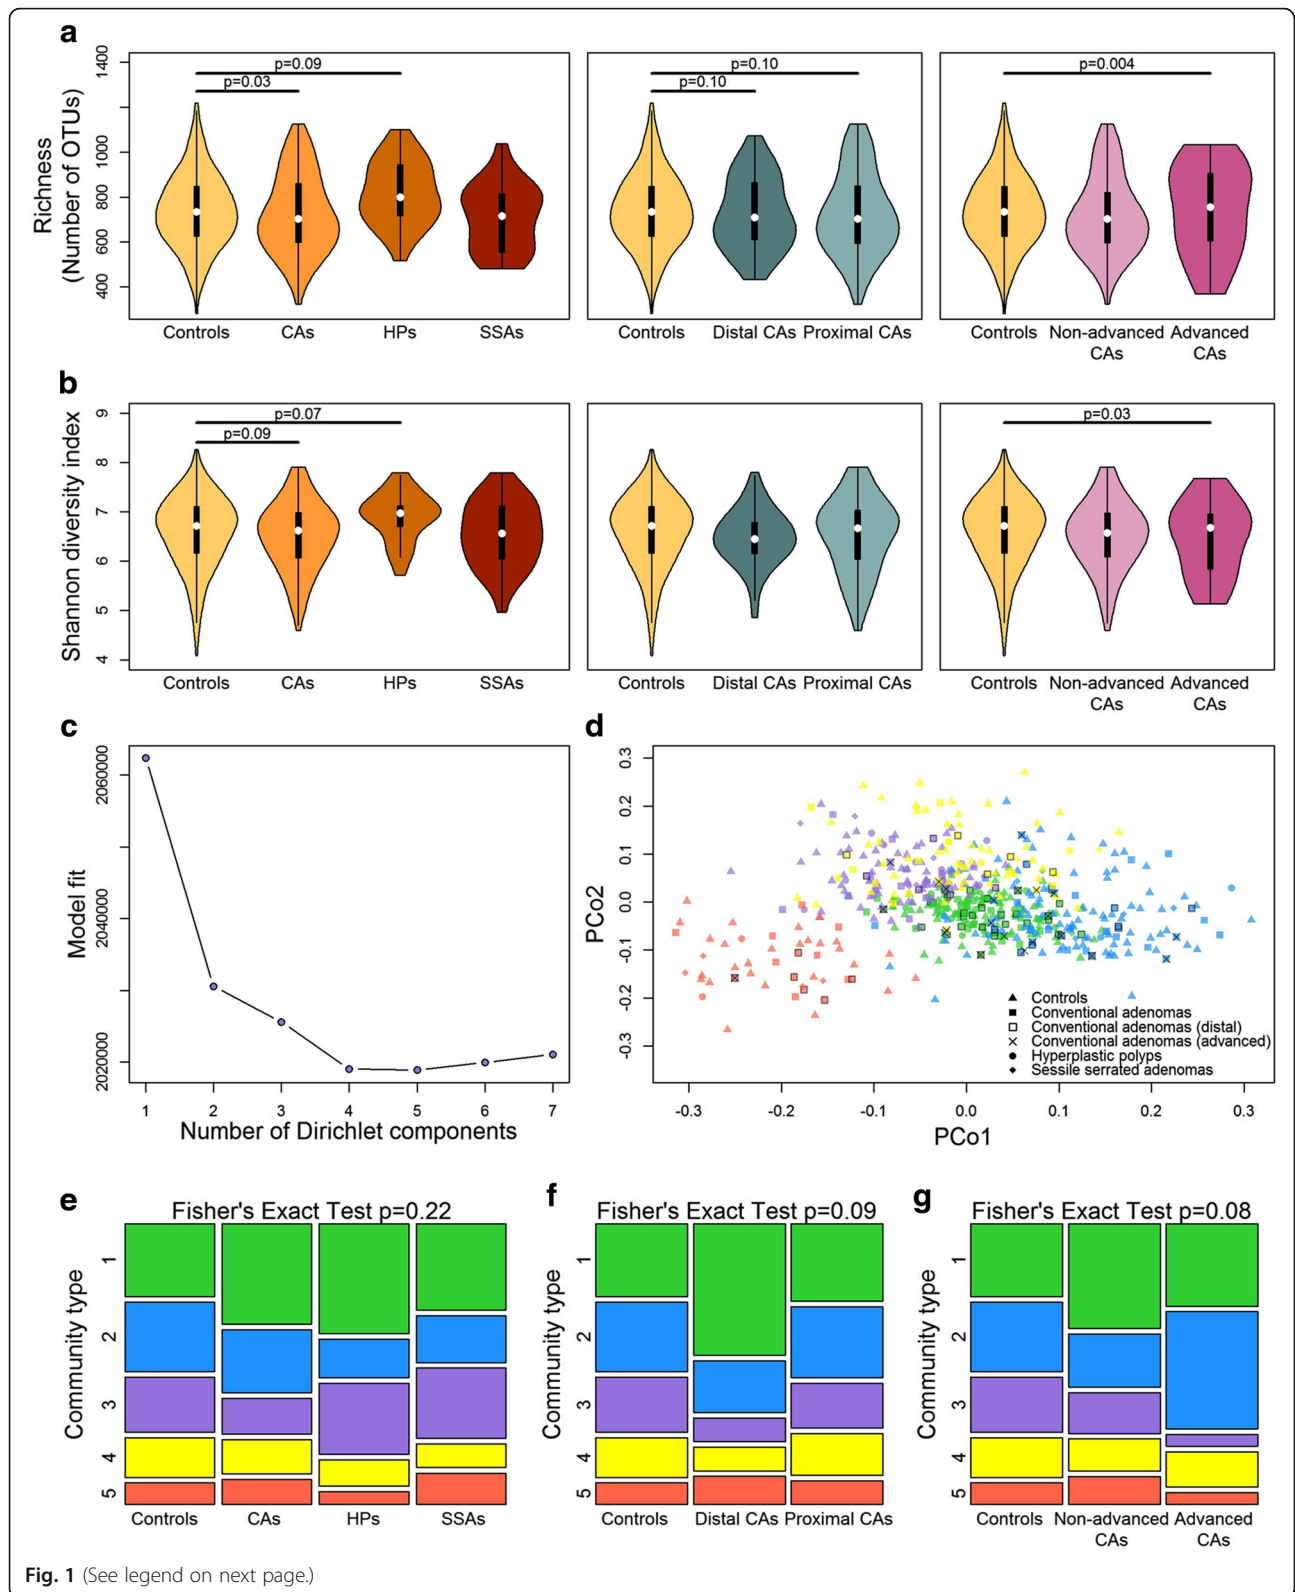 a
p=0.09
p=0.03
p=0.10
p=0.10
p=0.004
Richness
(Number of OTUs)
1400
1000
800
600
400
Controls CAs HPs SSAs
Controls Distal CAs Proximal CAs
Controls Non-advanced CAs Advanced CAs
b
p=0.07
p=0.09
p=0.03
Shannon diversity index
9
8
7
6
5
4
Controls CAs HPs SSAs
Controls Distal CAs Proximal CAs
Controls Non-advanced CAs Advanced CAs
c
Model fit
2060000
2040000
2020000
1 2 3 4 5 6 7
Number of Dirichlet components
d
PCo2
0.3
0.2
0.1
0.0
-0.1
-0.2
-0.3
Controls
Conventional adenomas
Conventional adenomas (distal)
Conventional adenomas (advanced)
Hyperplastic polyps
Sessile serrated adenomas
-0.3 -0.2 -0.1 0.0 0.1 0.2 0.3
PCo1
e
Fisher's Exact Test p=0.22
Community type
1
2
3
4
5
Controls CAs HPs SSAs
f
Fisher's Exact Test p=0.09
Community type
1
2
3
4
5
Controls Distal CAs Proximal CAs
g
Fisher's Exact Test p=0.08
Community type
1
2
3
4
5
Controls Non-advanced CAs Advanced CAs
Fig. 1 (See legend on next page.)